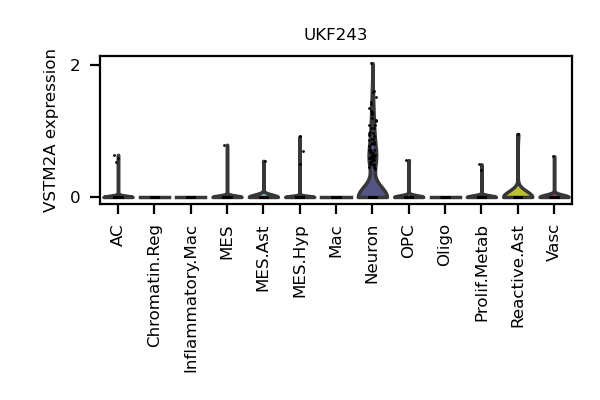 UKF243
VSTM2A expression
2
0
AC
Chromatin.Reg
Inflammatory.Mac
MES
MES.Ast
MES.Hyp
Mac
Neuron
OPC
Oligo
Prolif.Metab
Reactive.Ast
Vasc